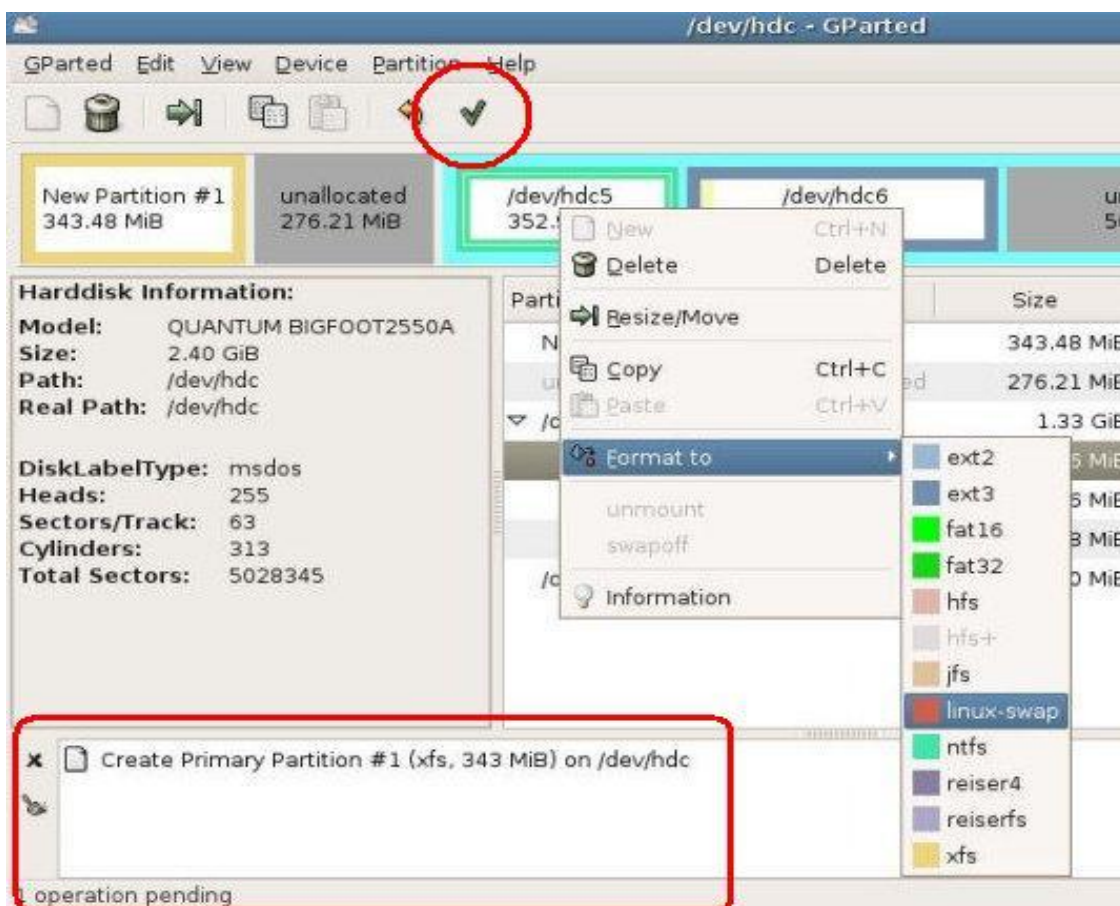 /dev/hdc - GParted
GParted Edit View Device Partition Help
New Partition #1
343.48 MiB
unallocated
276.21 MiB
/dev/hdc5
352.
/dev/hdc6
New Ctrl+N
Delete Delete
Resize/Move
Copy Ctrl+C
Paste Ctrl+V
Format to
unmount
swapoff
Information
ext2
ext3
fat16
fat32
hfs
hfs+
jfs
linux-swap
ntfs
reiser4
reiserfs
xfs
Harddisk Information:
Model: QUANTUM BIGFOOT2550A
Size: 2.40 GiB
Path: /dev/hdc
Real Path: /dev/hdc
DiskLabelType: msdos
Heads: 255
Sectors/Track: 63
Cylinders: 313
Total Sectors: 5028345
Parti
Size
343.48 MiB
276.21 MiB
1.33 GiB
Create Primary Partition #1 (xfs, 343 MiB) on /dev/hdc
1 operation pending